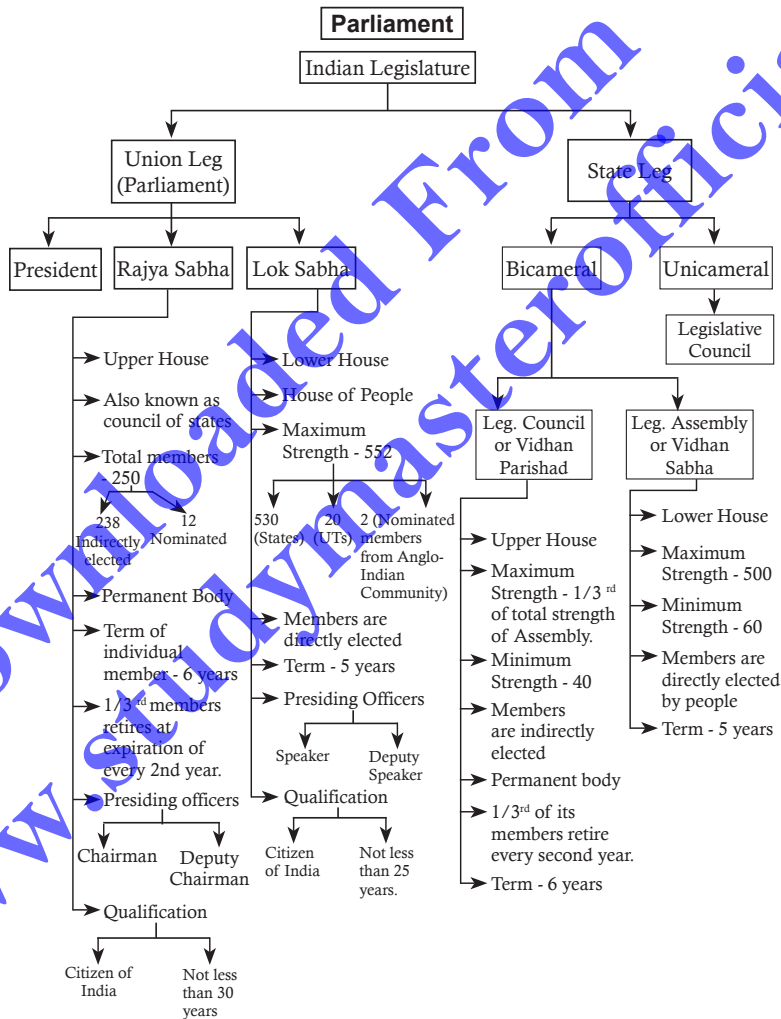 Parliament
Indian Legislature
Union Leg
(Parliament)
State Leg
President
Rajya Sabha
Lok Sabha
Bicameral
Unicameral
Legislative
Council
Upper House
Also known as
council of states
Total members
- 250
238
Indirectly
elected
12
Nominated
Permanent Body
Term of
individual
member - 6 years
1/3 rd members
retires at
expiration of
every 2nd year.
Presiding officers
Chairman
Deputy
Chairman
Qualification
Citizen of
India
Not less
than 30
years
Lower House
House of People
Maximum
Strength - 552
530
(States)
20
(UTs)
2 (Nominated
members
from Anglo-
Indian
Community)
Members are
directly elected
Term - 5 years
Presiding Officers
Speaker
Deputy
Speaker
Qualification
Citizen
of India
Not less
than 25
years.
Leg. Council
or Vidhan
Parishad
Upper House
Maximum
Strength - 1/3 rd
of total strength
of Assembly.
Minimum
Strength - 40
Members
are indirectly
elected
Permanent body
1/3rd of its
members retire
every second year.
Term - 6 years
Leg. Assembly
or Vidhan
Sabha
Lower House
Maximum
Strength - 500
Minimum
Strength - 60
Members are
directly elected
by people
Term - 5 years
ownloaded From
w.studymasteroffici